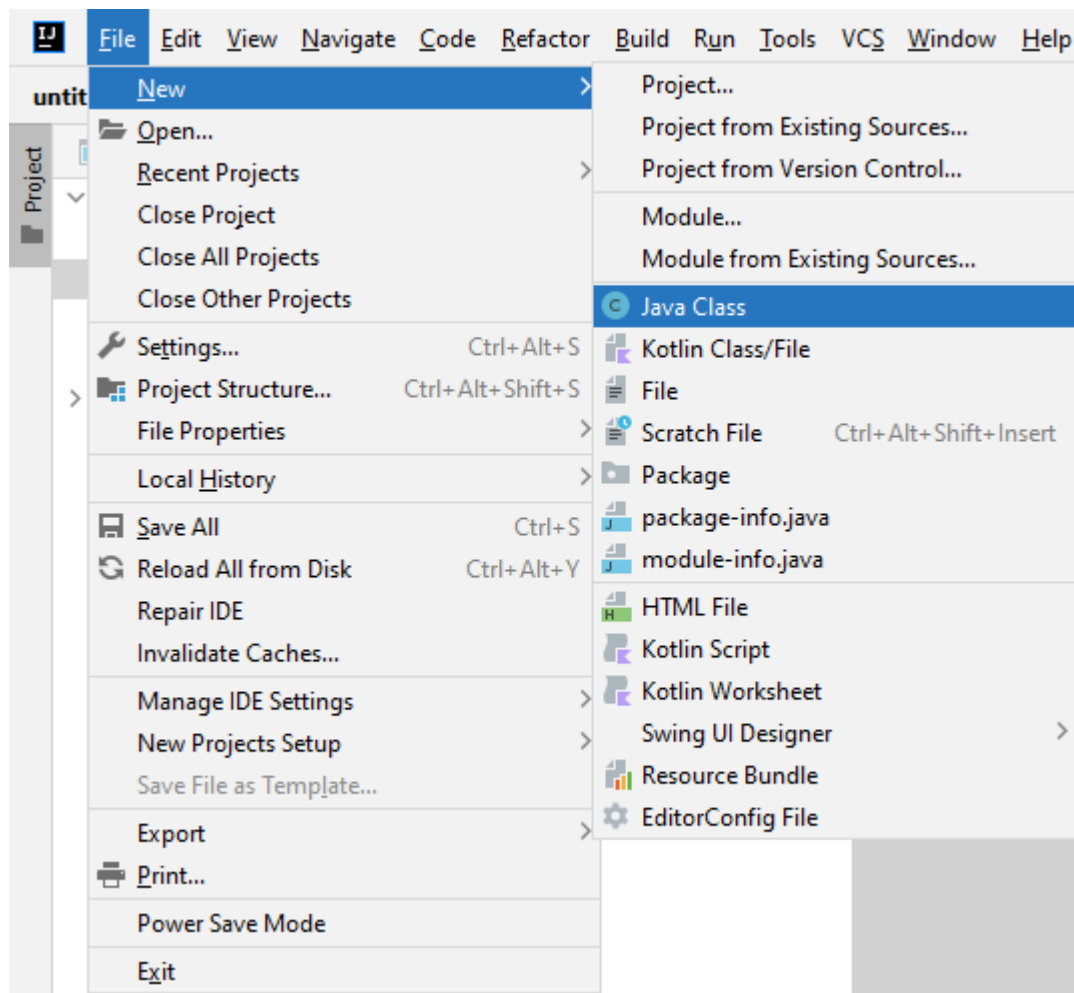 IJ
File Edit View Navigate Code Refactor Build Run Tools VCS Window Help
untit
Project
New
Open...
Recent Projects
Close Project
Close All Projects
Close Other Projects
Settings... Ctrl+Alt+S
Project Structure... Ctrl+Alt+Shift+S
File Properties
Local History
Save All Ctrl+S
Reload All from Disk Ctrl+Alt+Y
Repair IDE
Invalidate Caches...
Manage IDE Settings
New Projects Setup
Save File as Template...
Export
Print...
Power Save Mode
Exit
Project...
Project from Existing Sources...
Project from Version Control...
Module...
Module from Existing Sources...
C Java Class
Kotlin Class/File
File
Scratch File Ctrl+Alt+Shift+Insert
Package
J package-info.java
J module-info.java
H HTML File
Kotlin Script
Kotlin Worksheet
Swing UI Designer
Resource Bundle
EditorConfig File